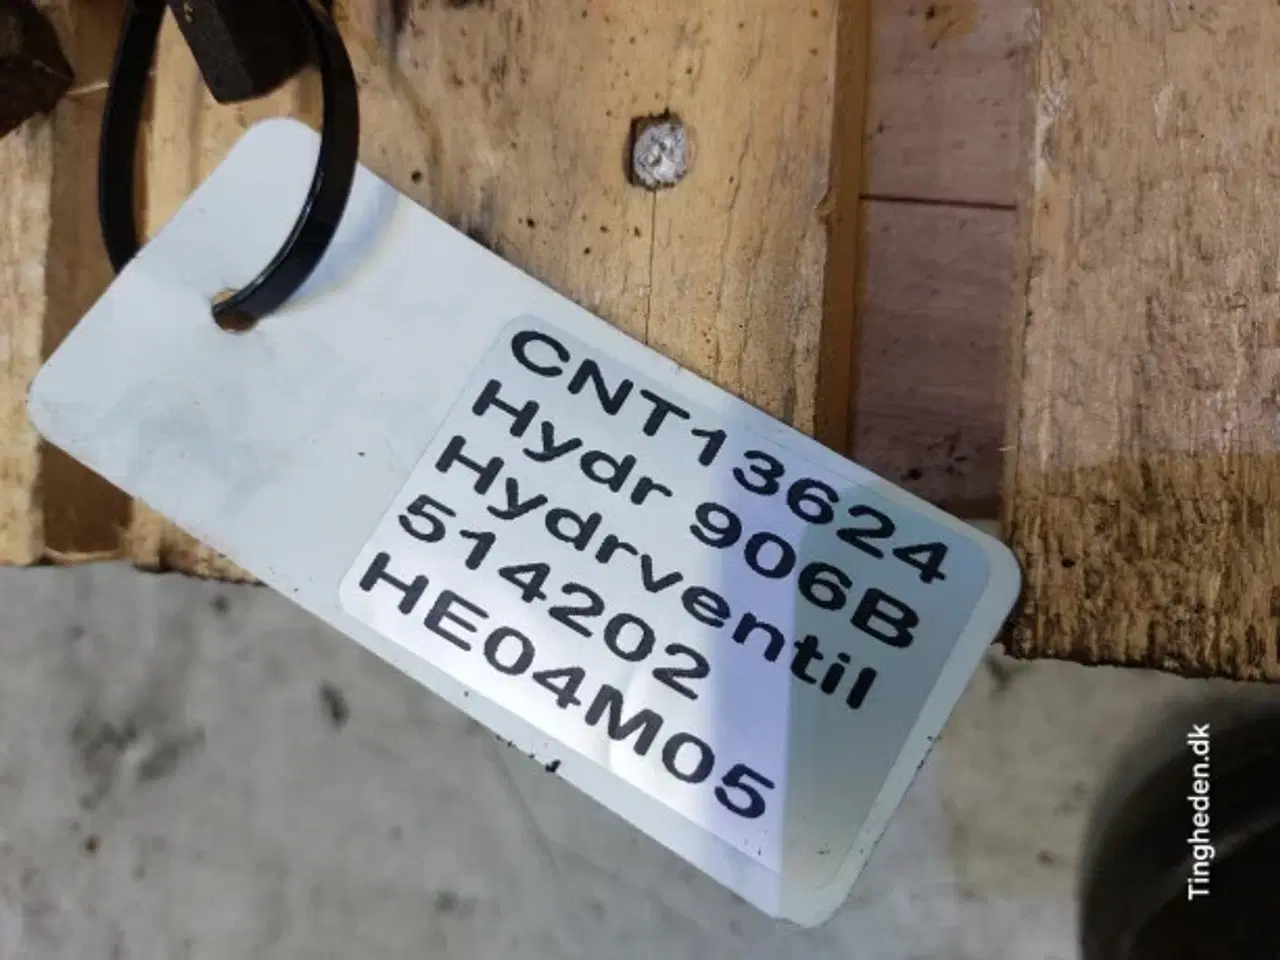 CNT13624
Hydr 906B
Hydrventil
514202
HE04M05
Tingheden.dk